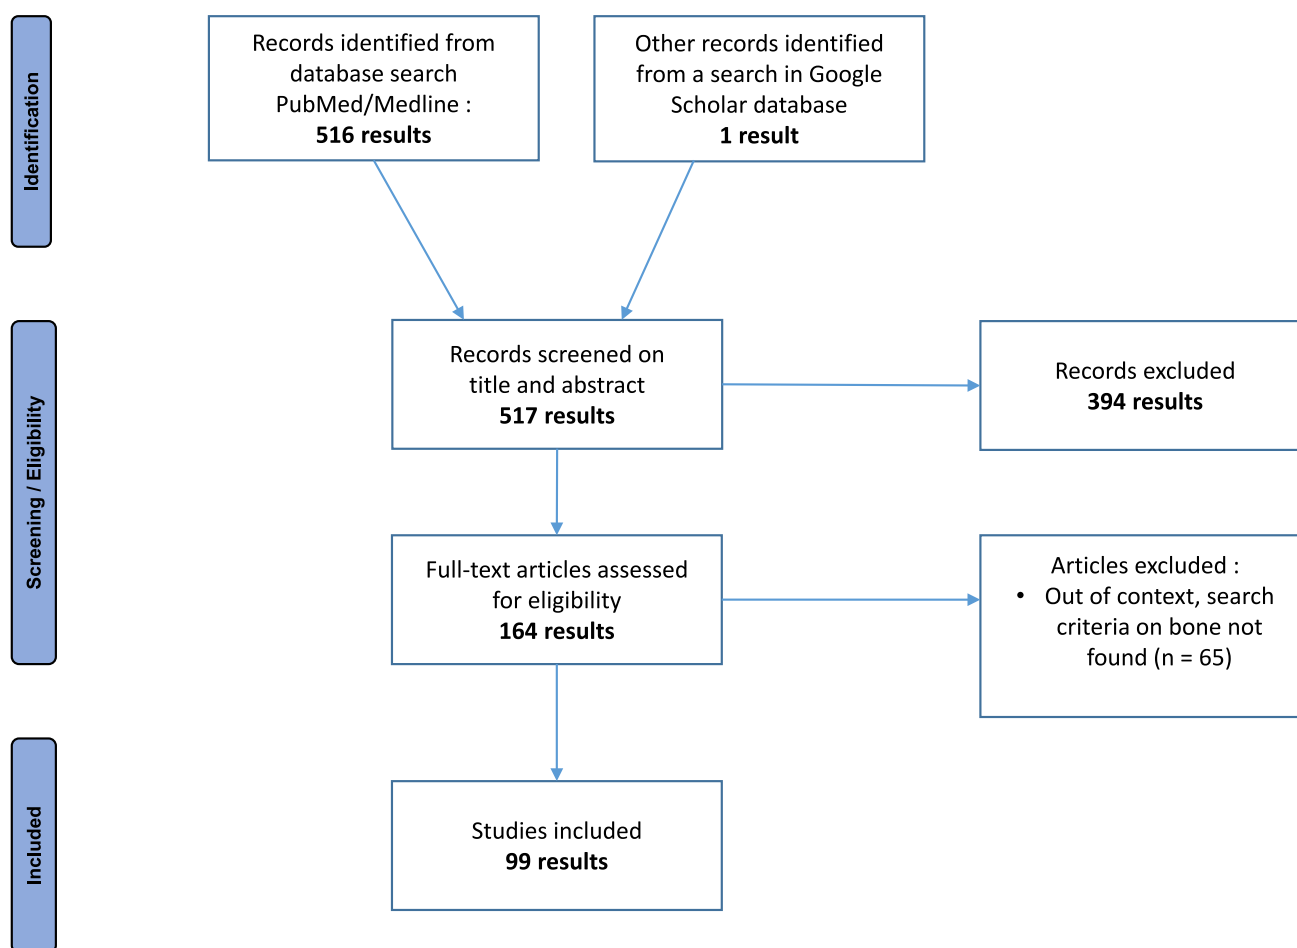 Identification
Records identified from
database search
PubMed/Medline :
516 results
Other records identified
from a search in Google
Scholar database
1 result
Screening / Eligibility
Records screened on
title and abstract
517 results
Records excluded
394 results
Full-text articles assessed
for eligibility
164 results
Articles excluded :
• Out of context, search
criteria on bone not
found (n = 65)
Included
Studies included
99 results